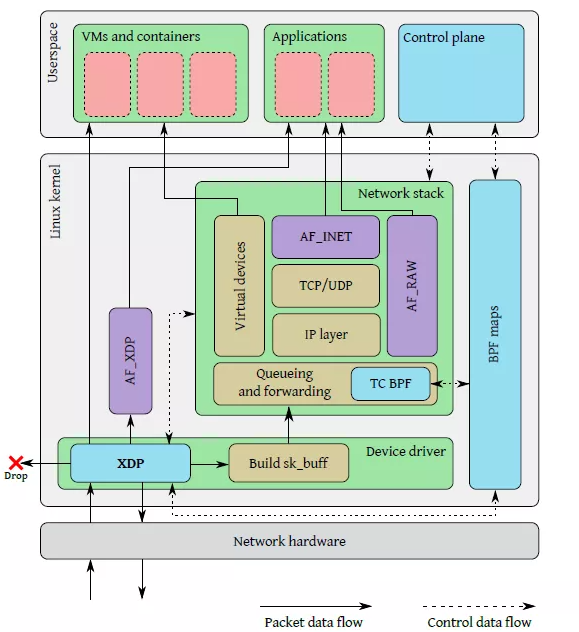 Userspace
VMs and containers
Applications
Control plane
Linux kernel
Network stack
Virtual devices
AF_INET
TCP/UDP
IP layer
AF_RAW
BPF maps
AF_XDP
Queueing
and forwarding
TC BPF
Device driver
XDP
Build sk_buff
Drop
Network hardware
Packet data flow
Control data flow